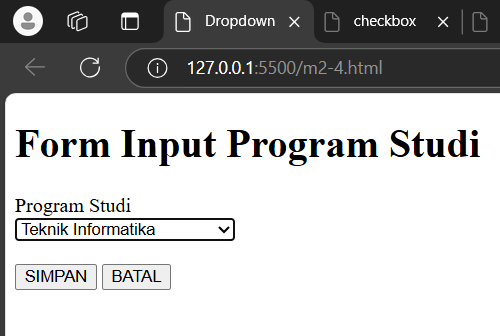 Dropdown
checkbox
127.0.0.1:5500/m2-4.html
Form Input Program Studi
Program Studi
Teknik Informatika
SIMPAN BATAL